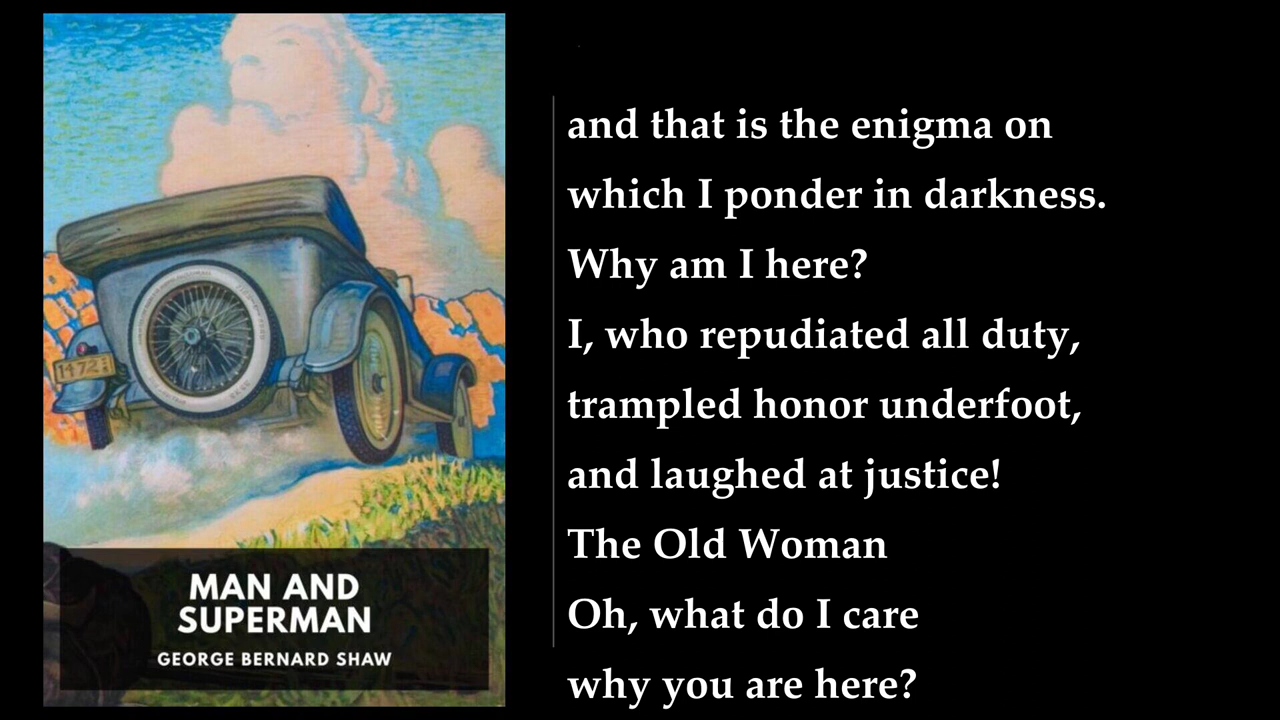 and that is the enigma on
which I ponder in darkness.
Why am I here?
I, who repudiated all duty,
trampled honor underfoot,
and laughed at justice!
The Old Woman
Oh, what do I care
why you are here?
1472
MAN AND
SUPERMAN
GEORGE BERNARD SHAW